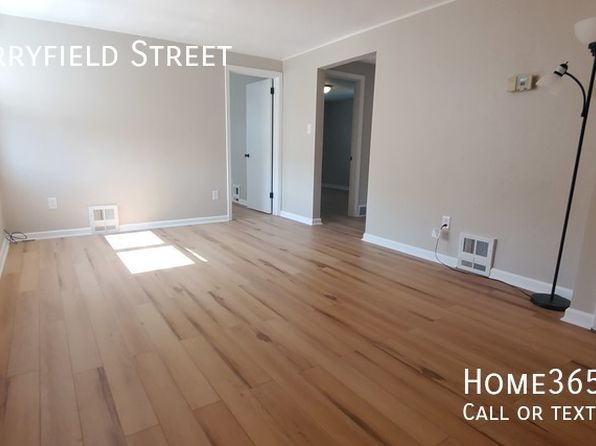 rryfield Street
Home365
Call or text